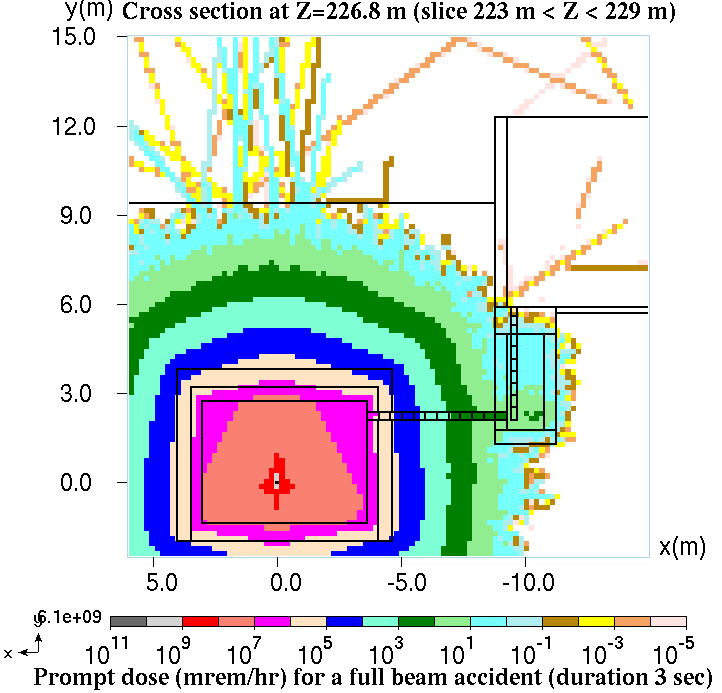 y(m) Cross section at Z=226.8 m (slice 223 m < Z < 229 m)
15.0
12.0
9.0
6.0
3.0
0.0
x(m)
5.0 0.0 -5.0 -10.0
y 6.1e+09
x
10^11 10^9 10^7 10^5 10^3 10^1 10^-1 10^-3 10^-5
Prompt dose (mrem/hr) for a full beam accident (duration 3 sec)